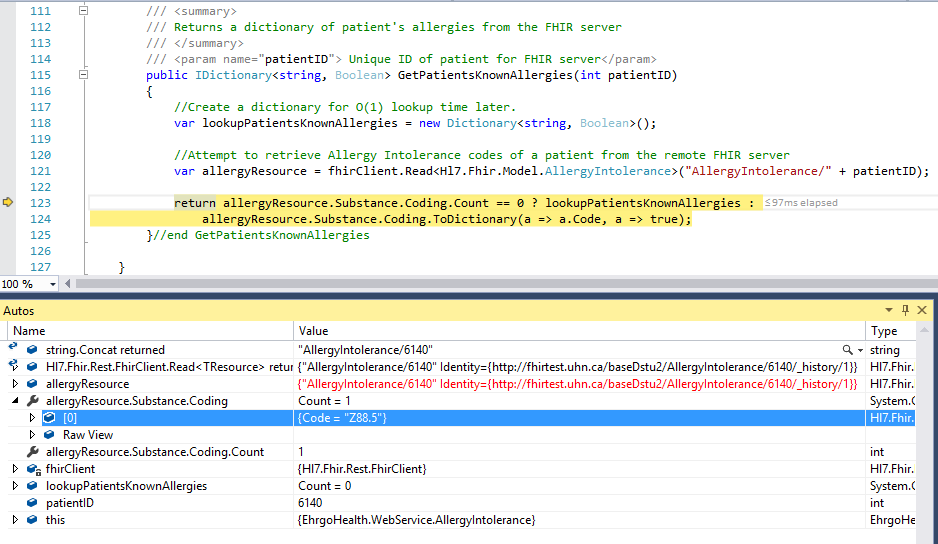 111 /// <summary>
112 /// Returns a dictionary of patient's allergies from the FHIR server
113 /// </summary>
114 /// <param name="patientID"> Unique ID of patient for FHIR server</param>
115 public IDictionary<string, Boolean> GetPatientsKnownAllergies(int patientID)
116 {
117 //Create a dictionary for O(1) lookup time later.
118 var lookupPatientsKnownAllergies = new Dictionary<string, Boolean>();
119
120 //Attempt to retrieve Allergy Intolerance codes of a patient from the remote FHIR server
121 var allergyResource = fhirClient.Read<Hl7.Fhir.Model.AllergyIntolerance>("AllergyIntolerance/" + patientID);
122
123 return allergyResource.Substance.Coding.Count == 0 ? lookupPatientsKnownAllergies : ≤97ms elapsed
124 allergyResource.Substance.Coding.ToDictionary(a => a.Code, a => true);
125 }//end GetPatientsKnownAllergies
126
127 }
100 %
Autos
Name Value Type
string.Concat returned "AllergyIntolerance/6140" string
Hl7.Fhir.Rest.FhirClient.Read<TResource> retur {"AllergyIntolerance/6140" Identity={http://fhirtest.uhn.ca/baseDstu2/AllergyIntolerance/6140/_history/1}} Hl7.Fhir.
allergyResource {"AllergyIntolerance/6140" Identity={http://fhirtest.uhn.ca/baseDstu2/AllergyIntolerance/6140/_history/1}} Hl7.Fhir.
allergyResource.Substance.Coding Count = 1 System.C
[0] {Code = "Z88.5"} Hl7.Fhir.
Raw View
allergyResource.Substance.Coding.Count 1 int
fhirClient {Hl7.Fhir.Rest.FhirClient} Hl7.Fhir.
lookupPatientsKnownAllergies Count = 0 System.C
patientID 6140 int
this {EhrgoHealth.WebService.AllergyIntolerance} EhrgoHe